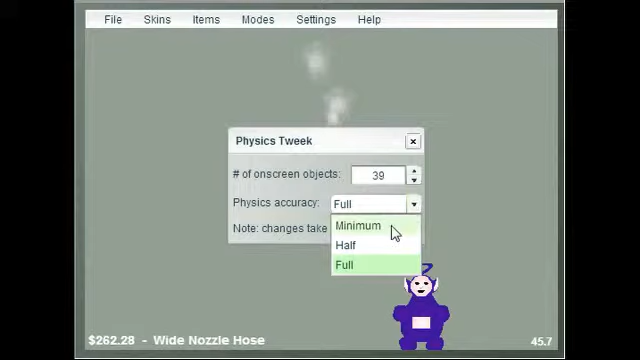 File Skins Items Modes Settings Help
Physics Tweek
# of onscreen objects: 39
Physics accuracy: Full
Note: changes take
Minimum
Half
Full
$262.28 - Wide Nozzle Hose
45.7